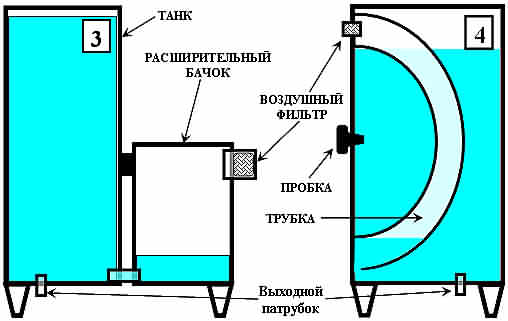 3
ТАНК
РАСШИРИТЕЛЬНЫЙ
БАЧОК
4
ВОЗДУШНЫЙ
ФИЛЬТР
ПРОБКА
ТРУБКА
Выходной
патрубок